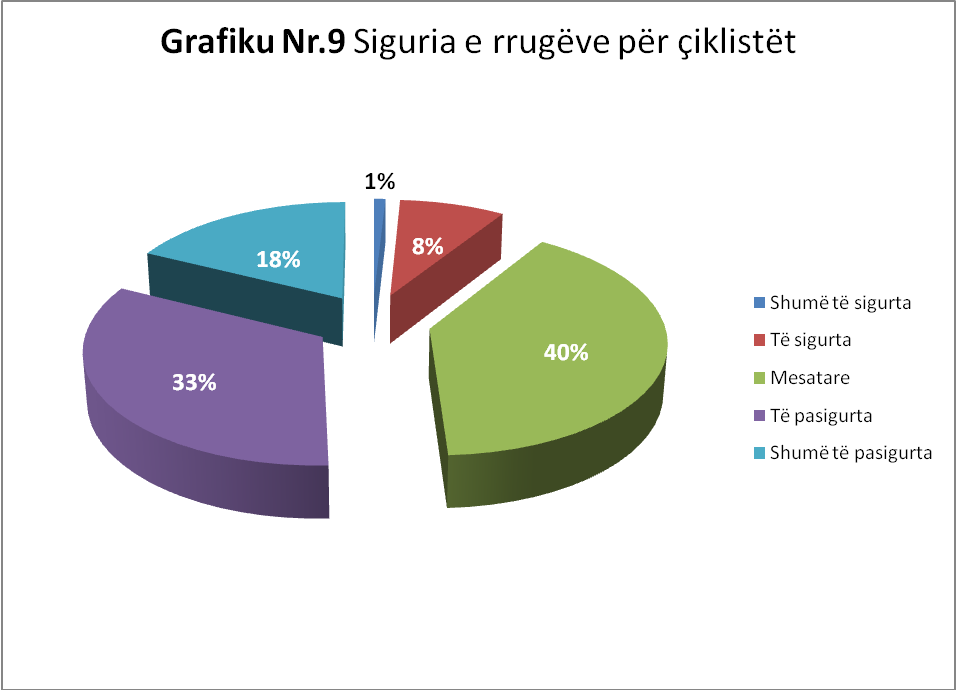 Grafiku Nr.9 Siguria e rrugëve për çiklistët
1%
8%
18%
40%
33%
Shumë të sigurta
Të sigurta
Mesatare
Të pasigurta
Shumë të pasigurta